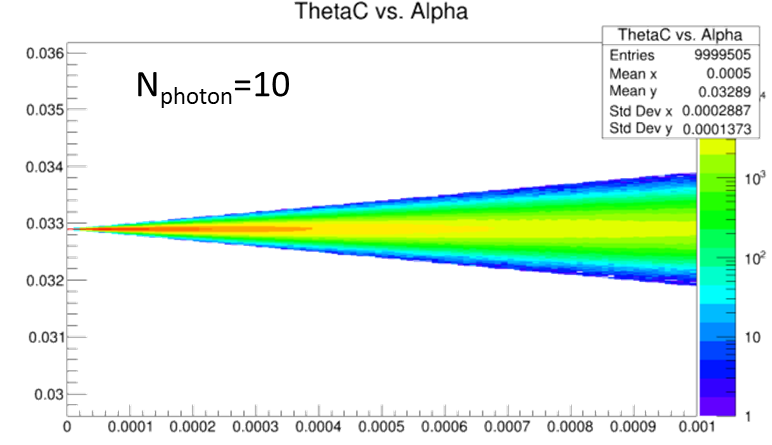 ThetaC vs. Alpha
ThetaC vs. Alpha
Entries 9999505
Mean x 0.0005
Mean y 0.03289
Std Dev x 0.0002887
Std Dev y 0.0001373
Nphoton=10
0.036
0.035
0.034
0.033
0.032
0.031
0.03
0 0.0001 0.0002 0.0003 0.0004 0.0005 0.0006 0.0007 0.0008 0.0009 0.001
4
10³
10²
10
1